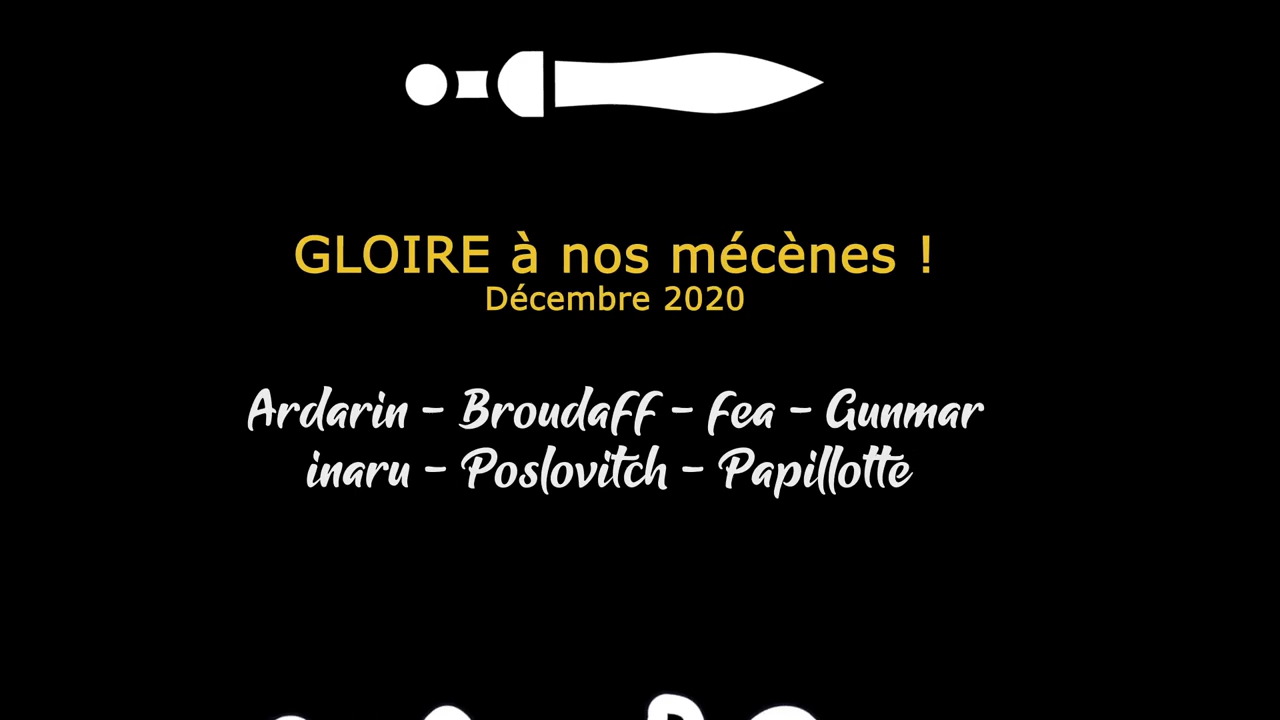 GLOIRE à nos mécènes !
Décembre 2020
Ardarin - Broudaff - Fea - Gunmar
inaru - Poslovitch - Papillotte